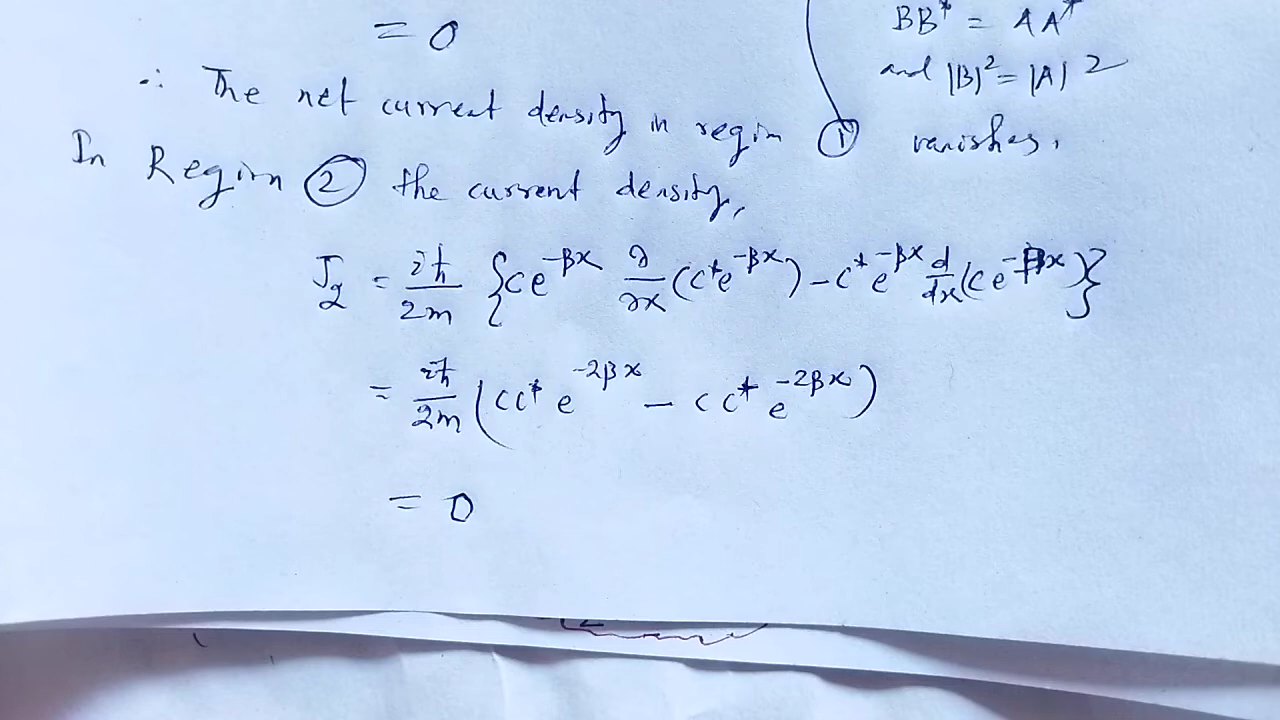 = 0
BB* = AA*
and |B|² = |A|²
∴ The net current density in region ① vanishes.
In Region ② the current density,
J₂ = iħ/2m {Ce^{-βx} ∂/∂x (C*e^{-βx}) - C*e^{-βx} d/dx (Ce^{-βx})}
= iħ/2m (CC* e^{-2βx} - CC* e^{-2βx})
= 0